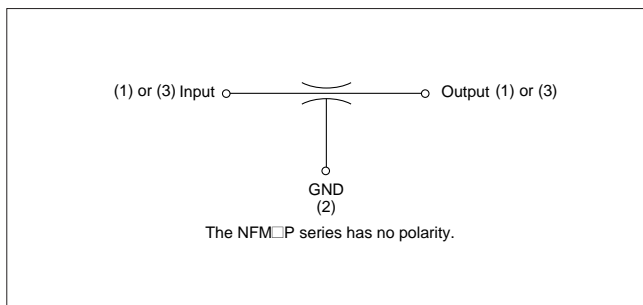 (1) or (3) Input Output (1) or (3)
GND
(2)
The NFM□P series has no polarity.